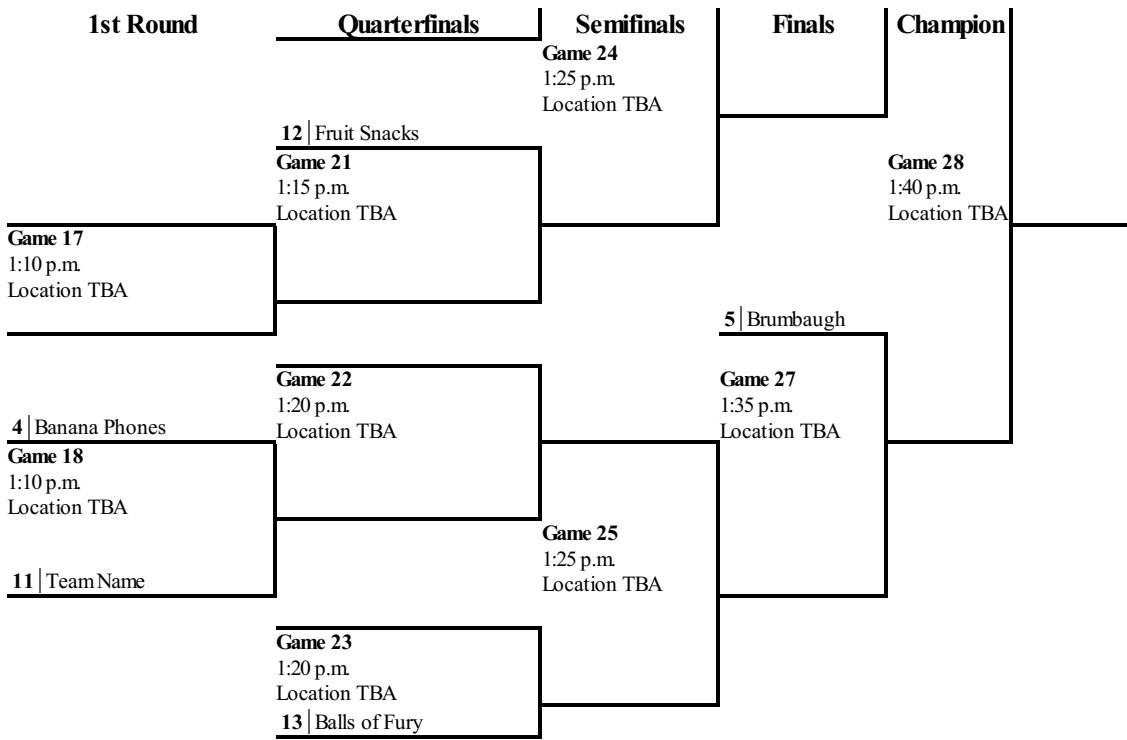 1st Round Quarterfinals Semifinals Finals Champion
Game 24
1:25 p.m.
Location TBA
12 Fruit Snacks
Game 21
1:15 p.m.
Location TBA
Game 28
1:40 p.m.
Location TBA
Game 17
1:10 p.m.
Location TBA
5 Brumbaugh
Game 22
1:20 p.m.
Location TBA
Game 27
1:35 p.m.
Location TBA
4 Banana Phones
Game 18
1:10 p.m.
Location TBA
Game 25
1:25 p.m.
Location TBA
11 Team Name
Game 23
1:20 p.m.
Location TBA
13 Balls of Fury